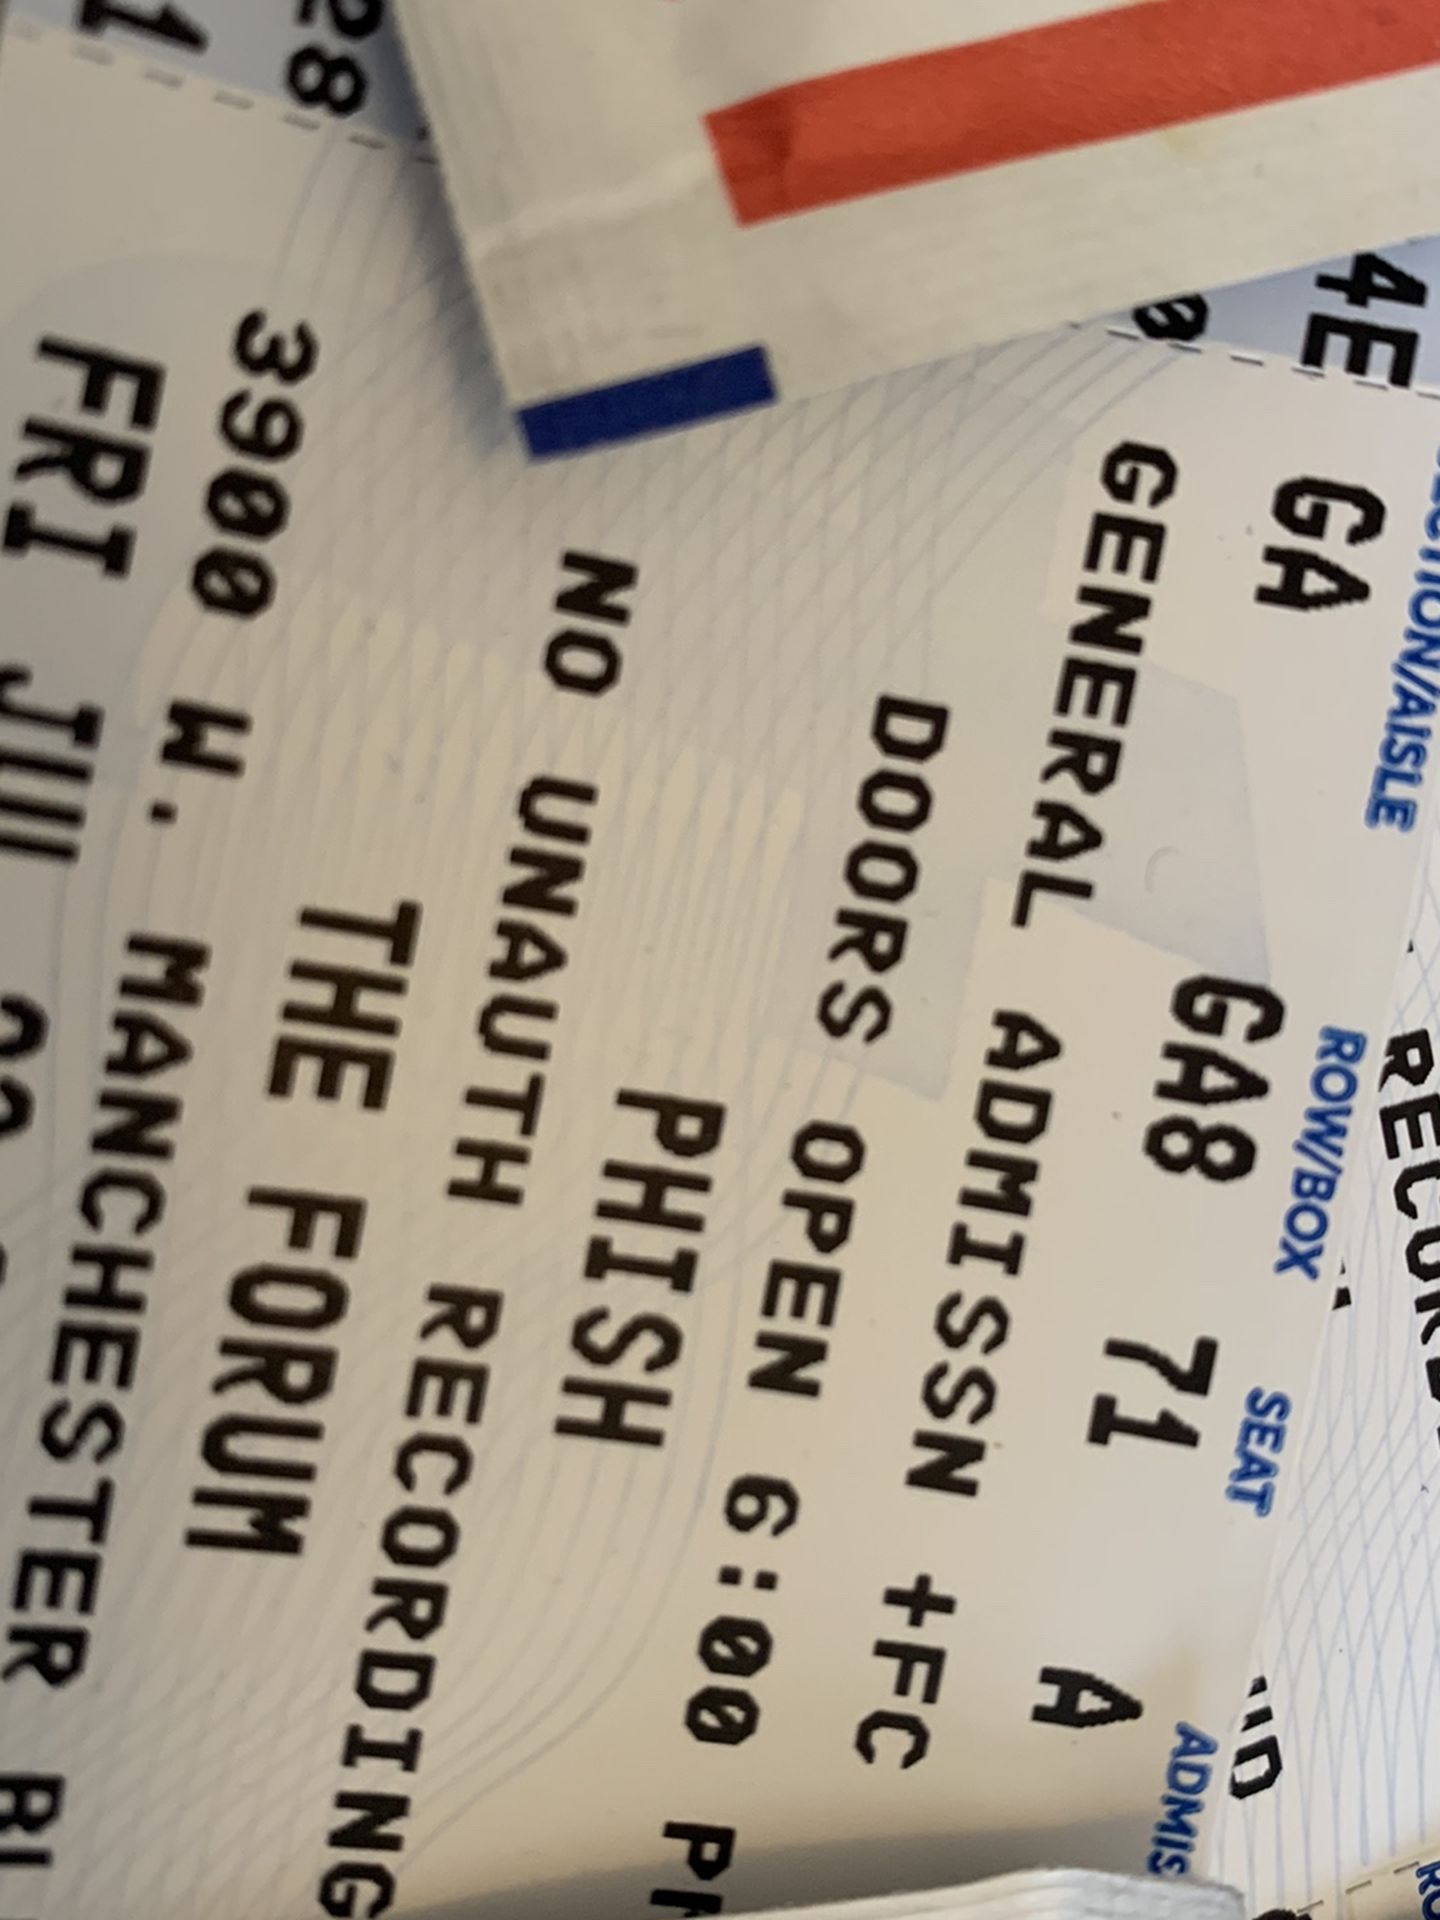 SECTION/AISLE ROW/BOX SEAT ADMIS
GA GA8 71 A
GENERAL ADMISSN +FC
DOORS OPEN 6:00
PHISH
NO UNAUTH RECORDING
THE FORUM
3900 W. MANCHESTER
FRI
4E
28
1